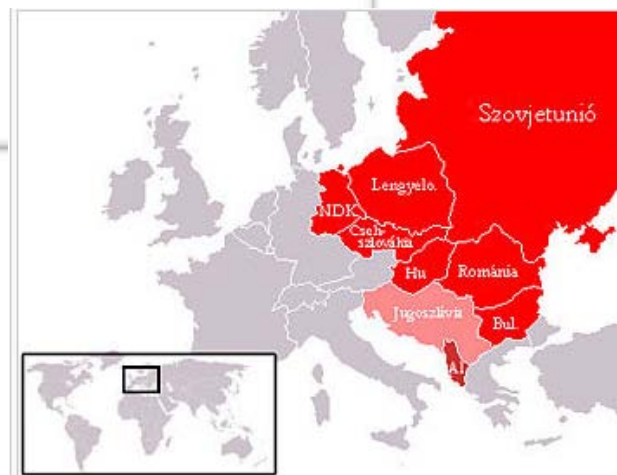 Szovjetunió
Lengyelo.
NDK
Cseh-
szlovákia
Hu
Románia
Jugoszlávia
Bul.
Al